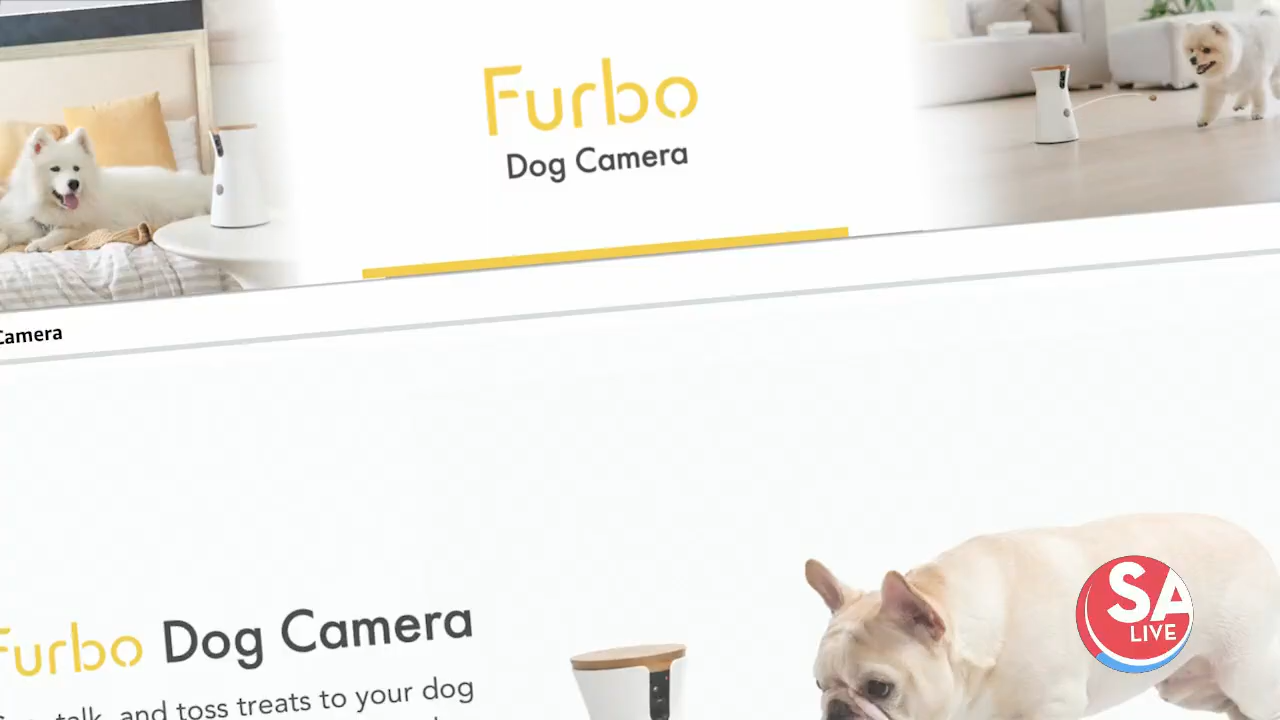 Furbo
Dog Camera
Camera
Furbo Dog Camera
talk, and toss treats to your dog
SA
LIVE